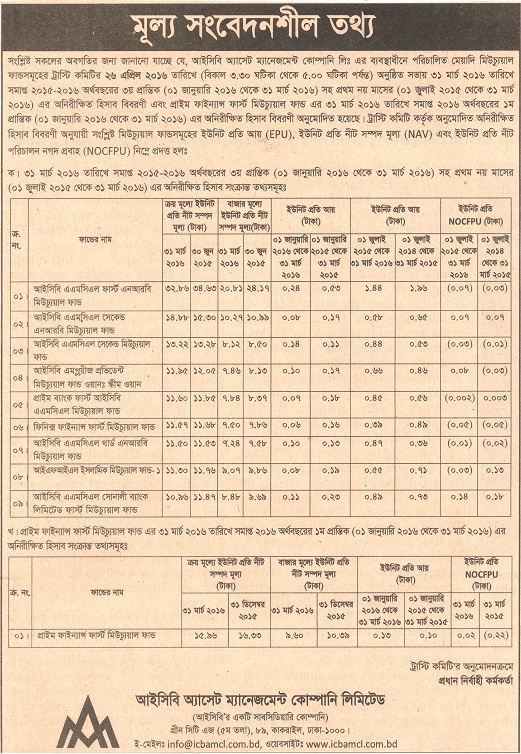 মূল্য সংবেদনশীল তথ্য
সংশ্লিষ্ট সকলের অবগতির জন্য জানানো যাচ্ছে যে, আইসিবি অ্যাসেট ম্যানেজমেন্ট কোম্পানি লিঃ এর ব্যবস্থাধীনে পরিচালিত মেয়াদি মিউচ্যুয়াল
ফান্ডসমূহের ট্রাস্টি কমিটির ২৬ এপ্রিল ২০১৬ তারিখে (বিকাল ৩.৩০ ঘটিকা থেকে ৫.০০ ঘটিকা পর্যন্ত) অনুষ্ঠিত সভায় ৩১ মার্চ ২০১৬ তারিখে
সমাপ্ত ২০১৫-২০১৬ অর্থবছরের ৩য় প্রান্তিক (০১ জানুয়ারি ২০১৬ থেকে ৩১ মার্চ ২০১৬) সহ প্রথম নয় মাসের (০১ জুলাই ২০১৫ থেকে ৩১ মার্চ
২০১৬) এর অনিরীক্ষিত হিসাব বিবরণী এবং প্রাইম ফাইন্যান্স ফার্স্ট মিউচ্যুয়াল ফান্ড এর ৩১ মার্চ ২০১৬ তারিখে সমাপ্ত ২০১৬ অর্থবছরের ১ম
প্রান্তিক (০১ জানুয়ারি ২০১৬ থেকে ৩১ মার্চ ২০১৬) এর অনিরীক্ষিত হিসাব বিবরণী অনুমোদিত হয়েছে। ট্রাস্টি কমিটি কর্তৃক অনুমোদিত অনিরীক্ষিত
হিসাব বিবরণী অনুযায়ী সংশ্লিষ্ট মিউচ্যুয়াল ফান্ডসমূহের ইউনিট প্রতি আয় (EPU), ইউনিট প্রতি নীট সম্পদ মূল্য (NAV) এবং ইউনিট প্রতি নীট
পরিচালন নগদ প্রবাহ (NOCFPU) নিম্নে প্রদত্ত হলঃ
ক। ৩১ মার্চ ২০১৬ তারিখে সমাপ্ত ২০১৫-২০১৬ অর্থবছরের ৩য় প্রান্তিক (০১ জানুয়ারি ২০১৬ থেকে ৩১ মার্চ ২০১৬) সহ প্রথম নয় মাসের
(০১ জুলাই ২০১৫ থেকে ৩১ মার্চ ২০১৬) এর অনিরীক্ষিত হিসাব সংক্রান্ত তথ্যসমূহঃ
ক্র. নং. ফান্ডের নাম ক্রয় মূল্যে ইউনিট প্রতি নীট সম্পদ মূল্য (টাকা) বাজার মূল্যে ইউনিট প্রতি নীট সম্পদ মূল্য(টাকা) ইউনিট প্রতি আয় (টাকা) ইউনিট প্রতি আয় (টাকা) ইউনিট প্রতি NOCFPU (টাকা)
৩১ মার্চ ২০১৬ ৩০ জুন ২০১৫ ৩১ মার্চ ২০১৬ ৩০ জুন ২০১৫ ০১ জানুয়ারি ২০১৬ থেকে ৩১ মার্চ ২০১৬ ০১ জানুয়ারি ২০১৫ থেকে ৩১ মার্চ ২০১৫ ০১ জুলাই ২০১৫ থেকে ৩১ মার্চ ২০১৬ ০১ জুলাই ২০১৪ থেকে ৩১ মার্চ ২০১৫ ০১ জুলাই ২০১৫ থেকে ৩১ মার্চ ২০১৬ ০১ জুলাই ২০১৪ থেকে ৩১ মার্চ ২০১৫
০১ আইসিবি এএমসিএল ফার্স্ট এনআরবি মিউচ্যুয়াল ফান্ড ৩২.৮৬ ৩৪.৬৩ ২০.৮১ ২৪.১৭ ০.২৪ ০.৫৩ ১.৪৪ ১.৯৬ (০.০৭) (০.০৩)
০২ আইসিবি এএমসিএল সেকেন্ড এনআরবি মিউচ্যুয়াল ফান্ড ১৪.৮৮ ১৫.৩০ ১০.২৭ ১০.৯৯ ০.০৮ ০.১৭ ০.৫৮ ০.৬৫ ০.০৭ ০.০৭
০৩ আইসিবি এএমসিএল সেকেন্ড মিউচ্যুয়াল ফান্ড ১৩.২২ ১৩.২৮ ৮.১২ ৮.৫০ ০.১৪ ০.১১ ০.৪৪ ০.৫৩ (০.০৩) (০.০১)
০৪ আইসিবি এমপ্লয়ীজ প্রভিডেন্ট মিউচ্যুয়াল ফান্ড ওয়ানঃ স্কীম ওয়ান ১১.৯৫ ১২.০৫ ৭.৪৬ ৮.১৩ ০.১০ ০.১৭ ০.৬৬ ০.৪৬ ০.০৮ (০.০৩)
০৫ প্রাইম ব্যাংক ফার্স্ট আইসিবি এএমসিএল মিউচ্যুয়াল ফান্ড ১১.৬০ ১১.৮৫ ৭.৮৪ ৮.৩৭ ০.০৭ ০.১৮ ০.৪৫ ০.৫৬ (০.০০২) ০.০০৩
০৬ ফিনিক্স ফাইন্যান্স ফার্স্ট মিউচ্যুয়াল ফান্ড ১১.৫৭ ১১.৬৮ ৭.৫০ ৭.৮৬ ০.০৬ ০.১৬ ০.৩৯ ০.৪৯ (০.০৫) (০.০৫)
০৭ আইসিবি এএমসিএল থার্ড এনআরবি মিউচ্যুয়াল ফান্ড ১১.৫০ ১১.৫৩ ৭.২৪ ৭.৫৮ ০.১০ ০.১৩ ০.৪৭ ০.৩৬ (০.০১) (০.০২)
০৮ আইএফআইএল ইসলামিক মিউচ্যুয়াল ফান্ড-১ ১১.৩০ ১১.৭৬ ৯.০৭ ৯.৮৬ ০.০৮ ০.১৯ ০.৫৫ ০.৭১ (০.০৩) ০.১৩
০৯ আইসিবি এএমসিএল সোনালী ব্যাংক লিমিটেড ফার্স্ট মিউচ্যুয়াল ফান্ড ১০.৯৬ ১১.৪৭ ৮.৪৮ ৯.৬৯ ০.১১ ০.২৩ ০.৪৯ ০.৭৩ ০.১৪ ০.১৮
খ। প্রাইম ফাইন্যান্স ফার্স্ট মিউচ্যুয়াল ফান্ড এর ৩১ মার্চ ২০১৬ তারিখে সমাপ্ত ২০১৬ অর্থবছরের ১ম প্রান্তিক (০১ জানুয়ারি ২০১৬ থেকে ৩১ মার্চ ২০১৬) এর
অনিরীক্ষিত হিসাব সংক্রান্ত তথ্যসমূহঃ
ক্র. নং. ফান্ডের নাম ক্রয় মূল্যে ইউনিট প্রতি নীট সম্পদ মূল্য (টাকা) বাজার মূল্যে ইউনিট প্রতি নীট সম্পদ মূল্য (টাকা) ইউনিট প্রতি আয় (টাকা) ইউনিট প্রতি NOCFPU (টাকা)
৩১ মার্চ ২০১৬ ৩১ ডিসেম্বর ২০১৫ ৩১ মার্চ ২০১৬ ৩১ ডিসেম্বর ২০১৫ ০১ জানুয়ারি ২০১৬ থেকে ৩১ মার্চ ২০১৬ ০১ জানুয়ারি ২০১৫ থেকে ৩১ মার্চ ২০১৫ ৩১ মার্চ ২০১৬ ৩১ মার্চ ২০১৫
০১। প্রাইম ফাইন্যান্স ফার্স্ট মিউচ্যুয়াল ফান্ড ১৫.৯৬ ১৬.৩৩ ৯.৬০ ১০.৩৯ ০.১৩ ০.১০ ০.০২ (০.২২)
ট্রাস্টি কমিটি'র অনুমোদনক্রমে
প্রধান নির্বাহী কর্মকর্তা
আইসিবি অ্যাসেট ম্যানেজমেন্ট কোম্পানি লিমিটেড
(আইসিবি'র একটি সাবসিডিয়ারি কোম্পানি)
গ্রীন সিটি এজ (৫ম তলা), ৮৯, কাকরাইল, ঢাকা-১০০০।
ই-মেইলঃ info@icbamcl.com.bd, ওয়েবসাইটঃ www.icbamcl.com.bd